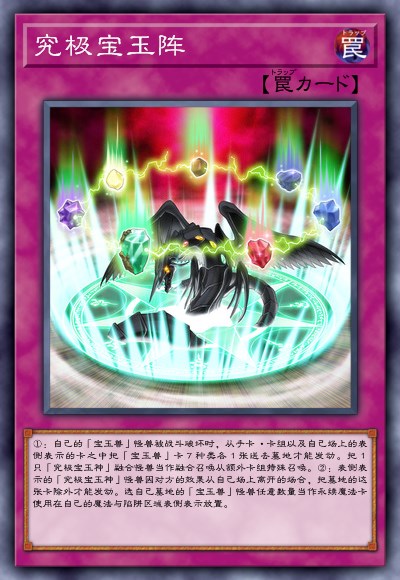 究极宝玉阵
トラップ
罠
トラップ
【罠カード】
①：自己的「宝玉兽」怪兽被战斗破坏时，从手卡·卡组以及自己场上的表
侧表示的卡之中把「宝玉兽」卡7种类各1张送去墓地才能发动。把1
只「究极宝玉神」融合怪兽当作融合召唤从额外卡组特殊召唤。②：表侧表
示的「究极宝玉神」怪兽因对方的效果从自己场上离开的场合，把墓地的这
张卡除外才能发动。选自己墓地的「宝玉兽」怪兽任意数量当作永续魔法卡
使用在自己的魔法与陷阱区域表侧表示放置。